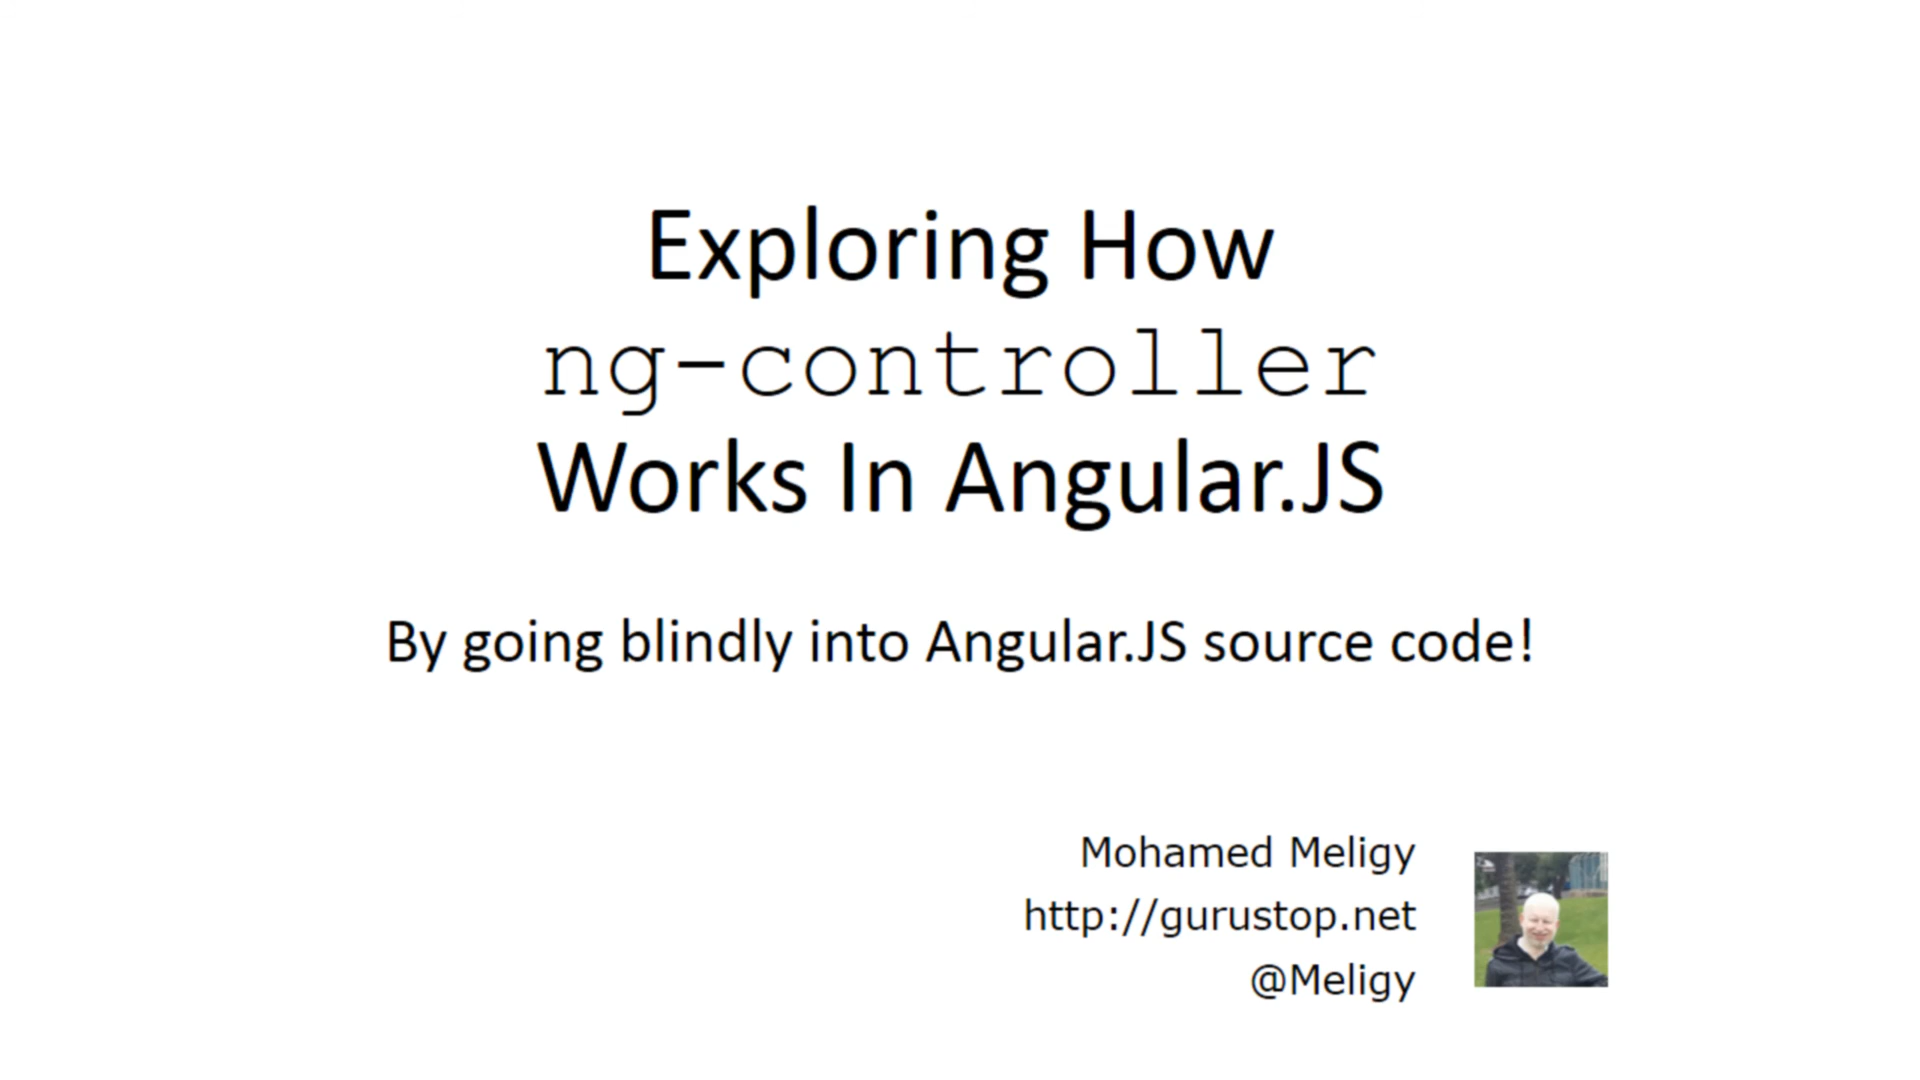 Exploring How
ng-controller
Works In Angular.JS
By going blindly into Angular.JS source code!
Mohamed Meligy
http://gurustop.net
@Meligy